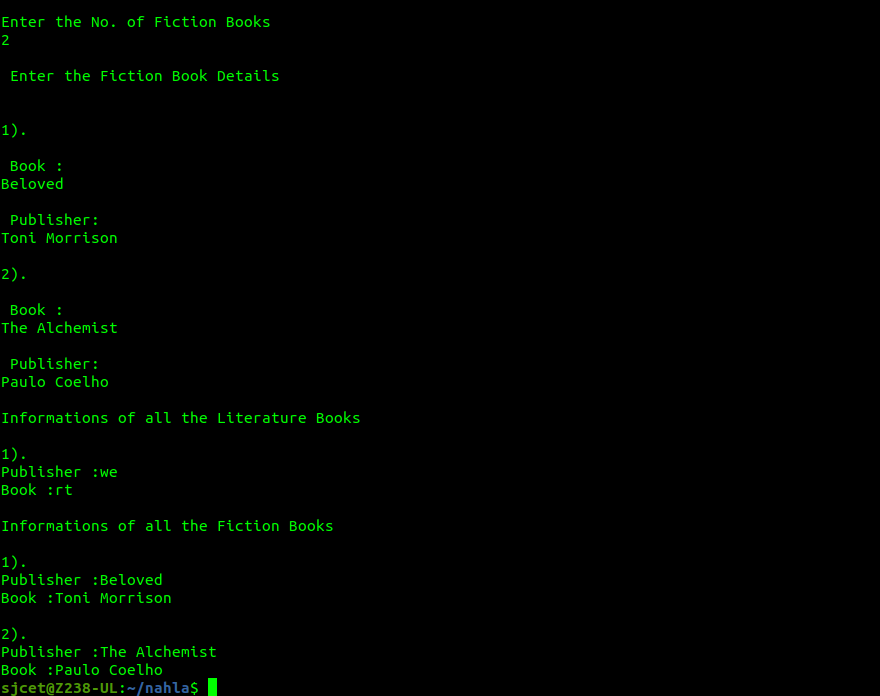 Enter the No. of Fiction Books
2
Enter the Fiction Book Details
1).
Book :
Beloved
Publisher:
Toni Morrison
2).
Book :
The Alchemist
Publisher:
Paulo Coelho
Informations of all the Literature Books
1).
Publisher :we
Book :rt
Informations of all the Fiction Books
1).
Publisher :Beloved
Book :Toni Morrison
2).
Publisher :The Alchemist
Book :Paulo Coelho
sjcet@Z238-UL:~/nahla$